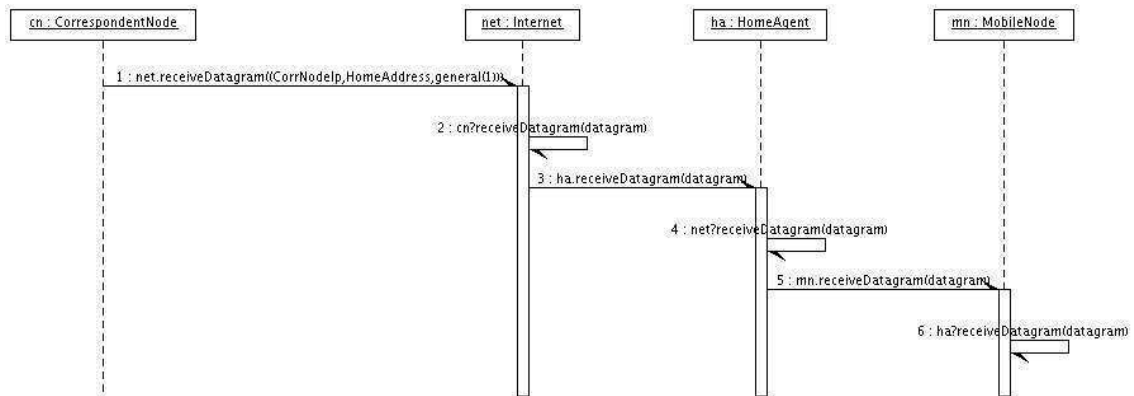 cn : CorrespondentNode
net : Internet
ha : HomeAgent
mn : MobileNode
1 : net.receiveDatagram((CorrNodeIp,HomeAddress,general(1)))
2 : cn?receiveDatagram(datagram)
3 : ha.receiveDatagram(datagram)
4 : net?receiveDatagram(datagram)
5 : mn.receiveDatagram(datagram)
6 : ha?receiveDatagram(datagram)